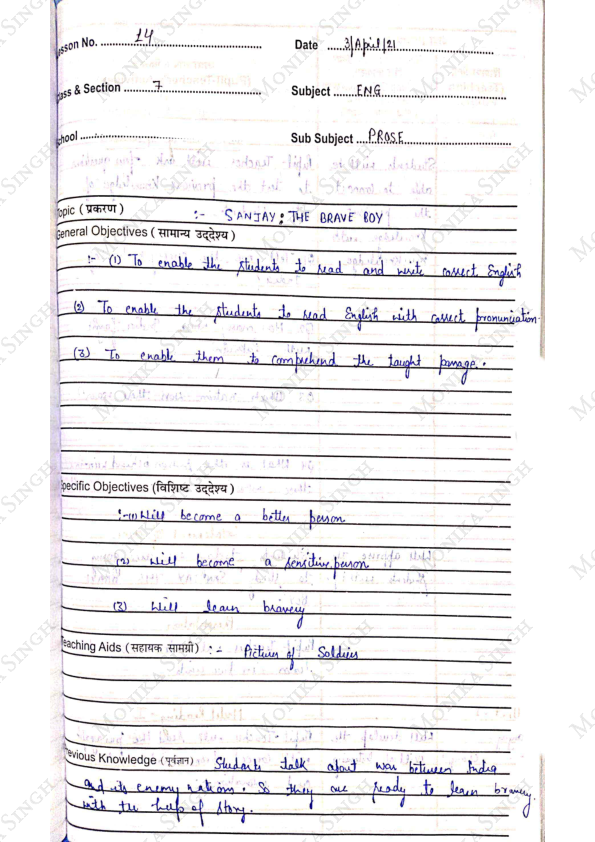 Lesson No. 14 Date 3/April/21
Class & Section 7 Subject ENG
School Sub Subject PROSE
Topic (प्रकरण) :- SANJAY: THE BRAVE BOY
General Objectives (सामान्य उद्देश्य)
:- (1) To enable the students to read and write correct English
(2) To enable the students to read English with correct pronunciation
(3) To enable them to comprehend the taught passage.
Specific Objectives (विशिष्ट उद्देश्य)
:- (1) Will become a better person
(2) Will become a sensitive person
(3) Will learn bravery
Teaching Aids (सहायक सामग्री) :- Picture of Soldiers
Previous Knowledge (पूर्वज्ञान) Students talk about war between India
and its enemy nations. So they are ready to learn bravery
with the help of story.
MONIKA SINGH